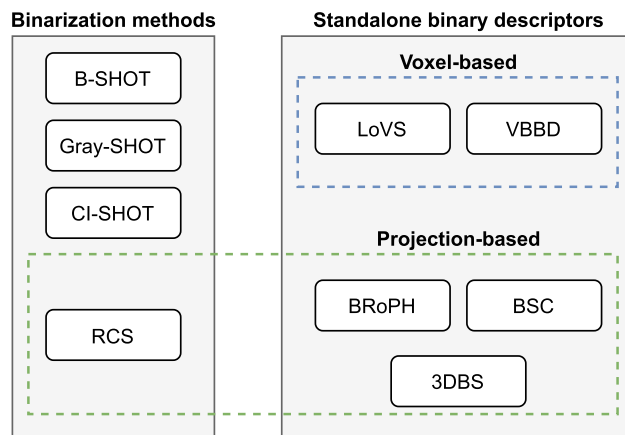 Binarization methods
B-SHOT
Gray-SHOT
CI-SHOT
RCS
Standalone binary descriptors
Voxel-based
LoVS
VBBD
Projection-based
BRoPH
BSC
3DBS